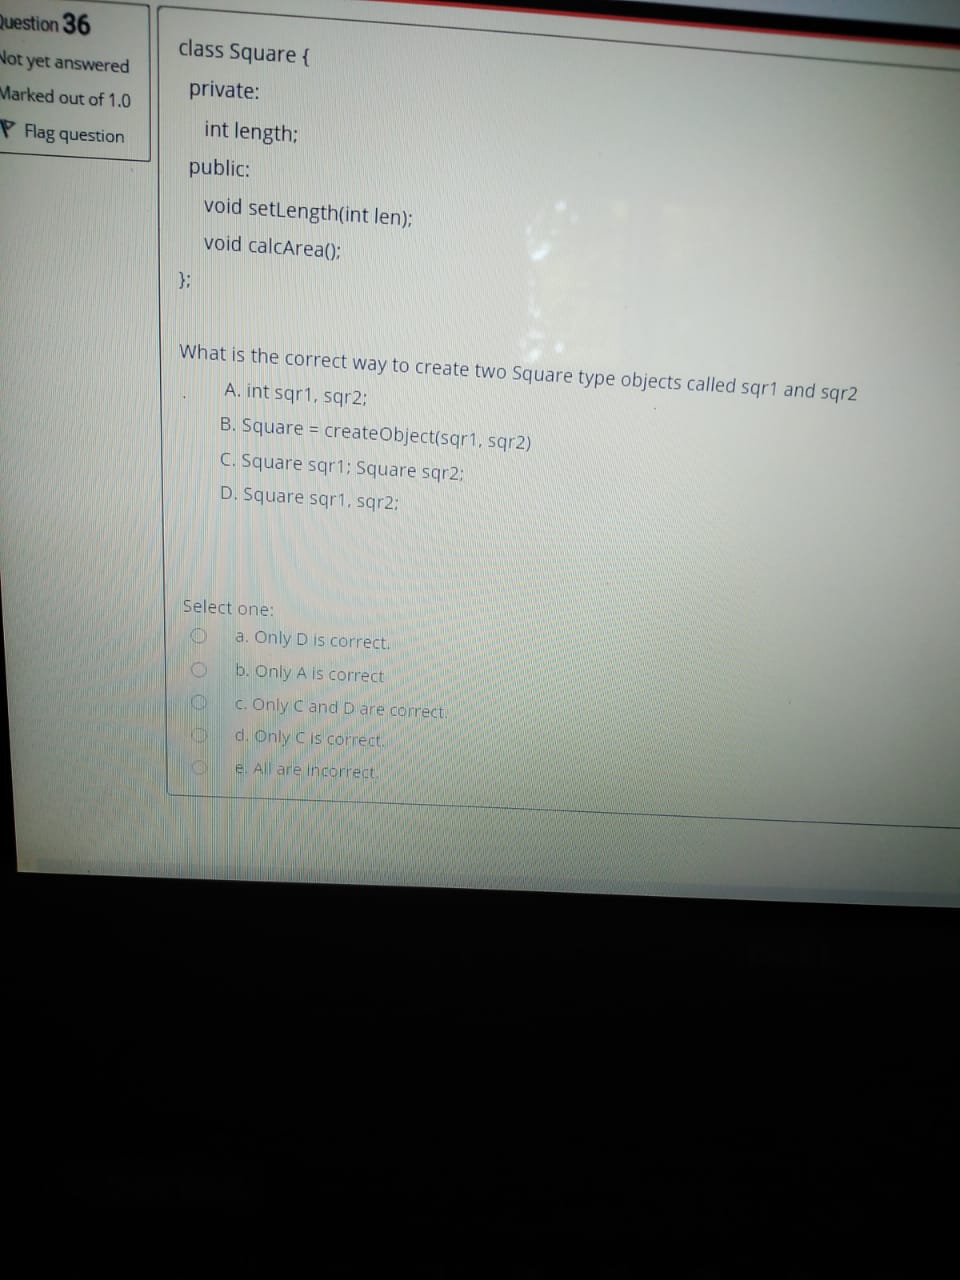 Question 36
Not yet answered
Marked out of 1.0
Flag question
class Square {
private:
int length;
public:
void setLength(int len);
void calcArea();
};
What is the correct way to create two Square type objects called sqr1 and sqr2
A. int sqr1, sqr2;
B. Square = createObject(sqr1, sqr2)
C. Square sqr1; Square sqr2;
D. Square sqr1, sqr2;
Select one:
a. Only D is correct.
b. Only A is correct
c. Only C and D are correct.
d. Only C is correct.
e. All are incorrect.